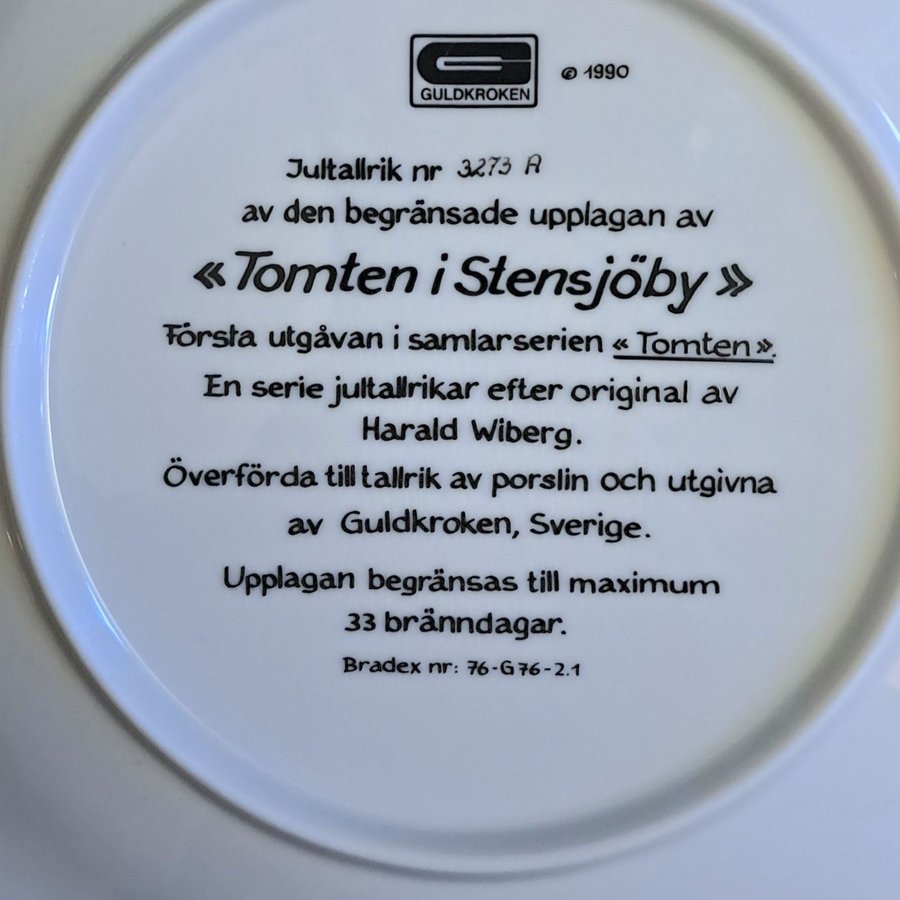 GULDKROKEN © 1990
Jultallrik nr 3273 A
av den begränsade upplagan av
«Tomten i Stensjöby»
Första utgåvan i samlarserien «Tomten».
En serie jultallrikar efter original av
Harald Wiberg.
Överförda till tallrik av porslin och utgivna
av Guldkroken, Sverige.
Upplagan begränsas till maximum
33 bränndagar.
Bradex nr: 76-G76-2.1